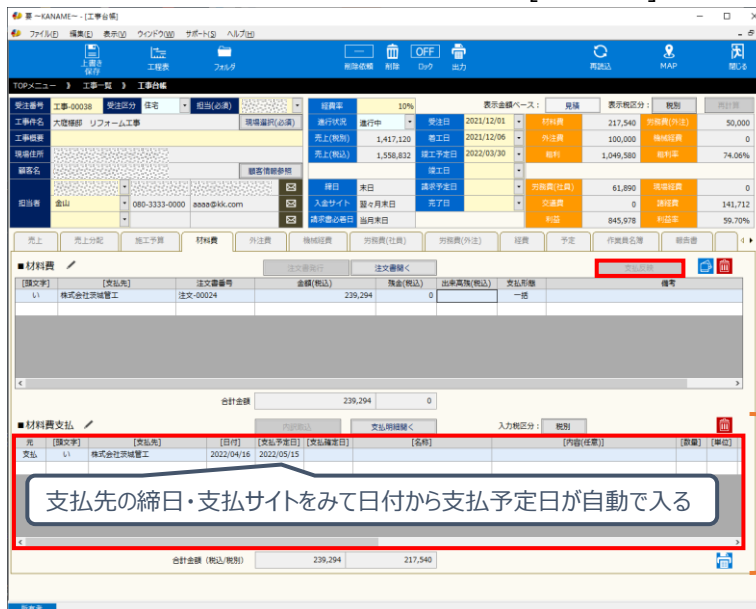 要 ～KANAME～ - [工事台帳]
ファイル(F) 編集(E) 表示(V) ウィンドウ(W) サポート(S) ヘルプ(H)
上書き保存 工程表 フォルダ 削除依頼 削除 OFF ロック 出力 再読込 MAP 閉じる
TOPメニュー 》 工事一覧 》 工事台帳
受注番号 工事-00038 受注区分 住宅 担当(必須) 経費率 10% 表示金額ベース： 見積 表示税区分： 税別 再計算
工事件名 大庭様邸 リフォーム工事 現場選択(必須) 進行状況 進行中 受注日 2021/12/01 材料費 217,540 労務費(外注) 50,000
工事概要 売上(税別) 1,417,120 着工日 2021/12/06 外注費 100,000 機械経費 0
現場住所 売上(税込) 1,558,832 竣工予定日 2022/03/30 粗利 1,049,580 粗利率 74.06%
顧客名 顧客情報参照 竣工日
締日 末日 請求予定日 労務費(社員) 61,890 現場経費 0
担当者 金山 080-3333-0000 aaaa@kk.com 入金サイト 翌々月末日 完了日 交通費 0 諸経費 141,712
請求書必着日 当月末日 利益 845,978 利益率 59.70%
売上 売上分配 施工予算 材料費 外注費 機械経費 労務費(社員) 労務費(外注) 経費 予定 作業員名簿 報告書
■材料費 注文書発行 注文書開く 支払反映
[頭文字] [支払先] 注文書番号 金額(税込) 残金(税込) 出来高残(税込) 支払形態 備考
い 株式会社茨城管工 注文-00024 239,294 0 一括
合計金額 239,294 0
■材料費支払 内訳取込 支払明細開く 入力税区分： 税別
元 [頭文字] [支払先] [日付] [支払予定日] [支払確定日] [名称] [内容(任意)] [数量] [単位]
支払 い 株式会社茨城管工 2022/04/16 2022/05/15
支払先の締日・支払サイトをみて日付から支払予定日が自動で入る
合計金額（税込/税別） 239,294 217,540